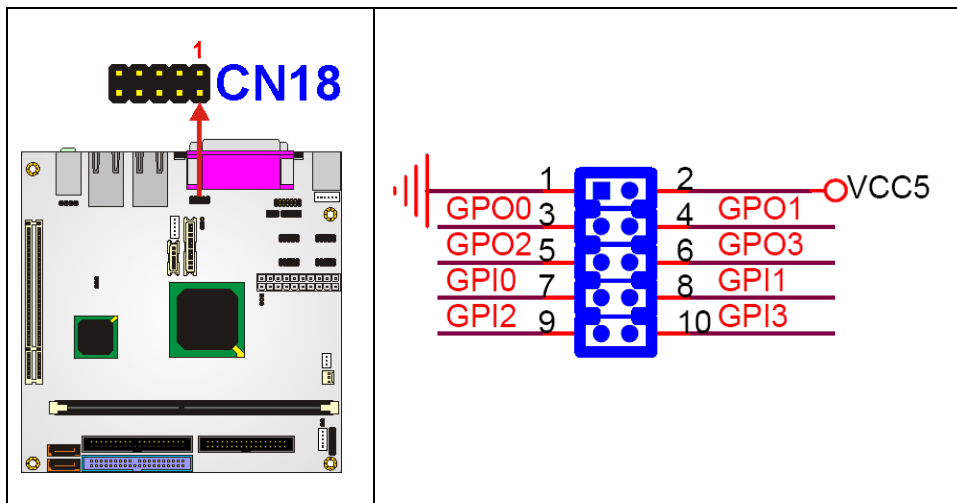 1
CN18
1 2 VCC5
GPO0 3 4 GPO1
GPO2 5 6 GPO3
GPI0 7 8 GPI1
GPI2 9 10 GPI3